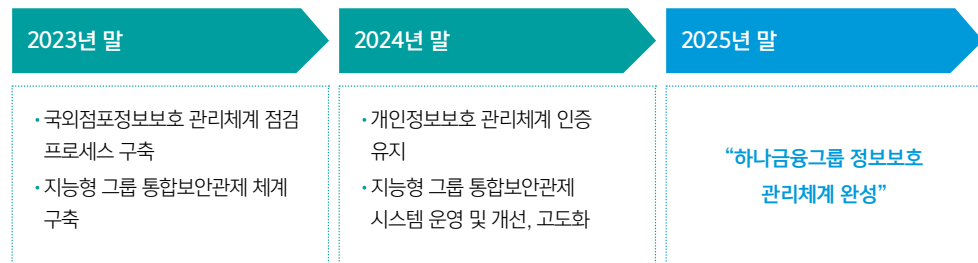 2023년 말
· 국외점포정보보호 관리체계 점검
프로세스 구축
· 지능형 그룹 통합보안관제 체계
구축
2024년 말
· 개인정보보호 관리체계 인증
유지
· 지능형 그룹 통합보안관제
시스템 운영 및 개선, 고도화
2025년 말
“하나금융그룹 정보보호
관리체계 완성”